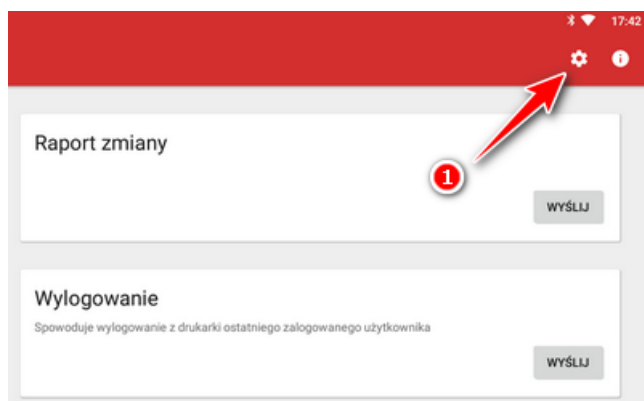 17:42
1
Raport zmiany
WYŚLIJ
Wylogowanie
Spowoduje wylogowanie z drukarki ostatniego zalogowanego użytkownika
WYŚLIJ